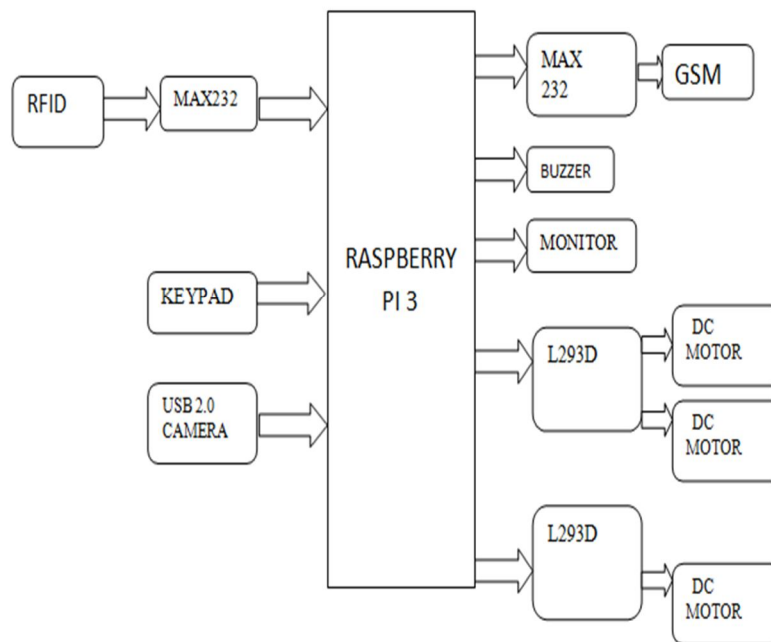 RFID
MAX232
KEYPAD
USB 2.0
CAMERA
RASPBERRY
PI 3
MAX
232
GSM
BUZZER
MONITOR
L293D
DC
MOTOR
DC
MOTOR
L293D
DC
MOTOR